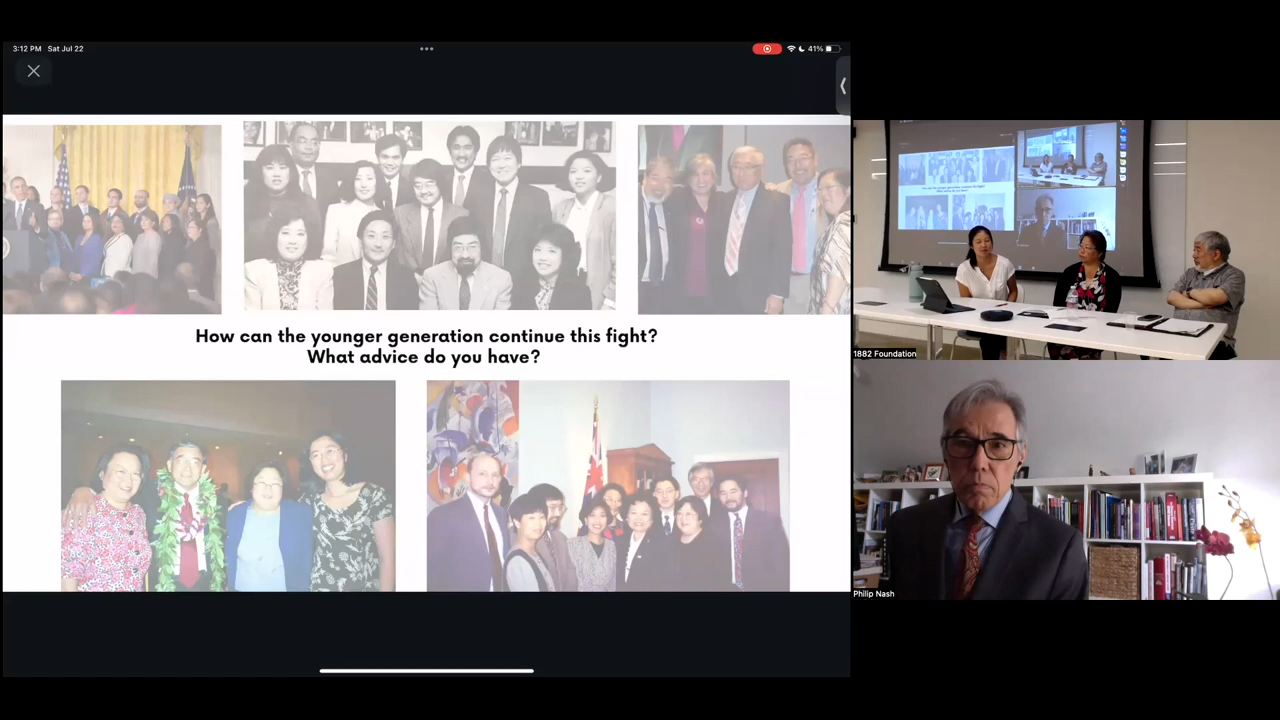 3:12 PM Sat Jul 22
41%
How can the younger generation continue this fight?
What advice do you have?
1882 Foundation
Philip Nash